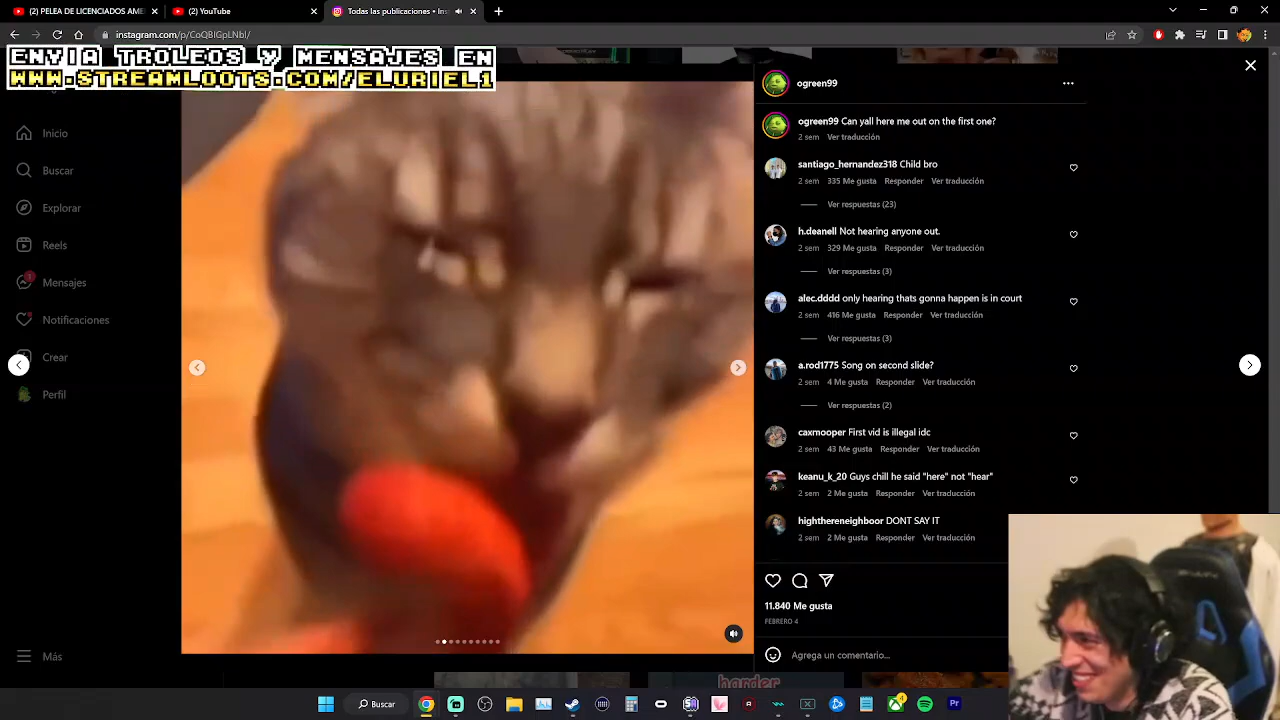 (2) PELEA DE LICENCIADOS AME
(2) YouTube
Todas las publicaciones • Ins
instagram.com/p/CoQBlGpLNbl/
ENVIA TROLEOS Y MENSAJES EN
WWW.STREAMLOOTS.COM/ELURIEL1
Inicio
Buscar
Explorar
Reels
1
Mensajes
Notificaciones
Crear
Perfil
Más
ogreen99
ogreen99 Can yall here me out on the first one?
2 sem Ver traducción
santiago_hernandez318 Child bro
2 sem 335 Me gusta Responder Ver traducción
Ver respuestas (23)
h.deanell Not hearing anyone out.
2 sem 329 Me gusta Responder Ver traducción
Ver respuestas (3)
alec.dddd only hearing thats gonna happen is in court
2 sem 416 Me gusta Responder Ver traducción
Ver respuestas (3)
a.rod1775 Song on second slide?
2 sem 4 Me gusta Responder Ver traducción
Ver respuestas (2)
caxmooper First vid is illegal idc
2 sem 43 Me gusta Responder Ver traducción
keanu_k_20 Guys chill he said "here" not "hear"
2 sem 2 Me gusta Responder Ver traducción
highthereneighboor DONT SAY IT
2 sem 2 Me gusta Responder Ver traducción
11.840 Me gusta
FEBRERO 4
Agrega un comentario...
harder
Buscar
4
Pr